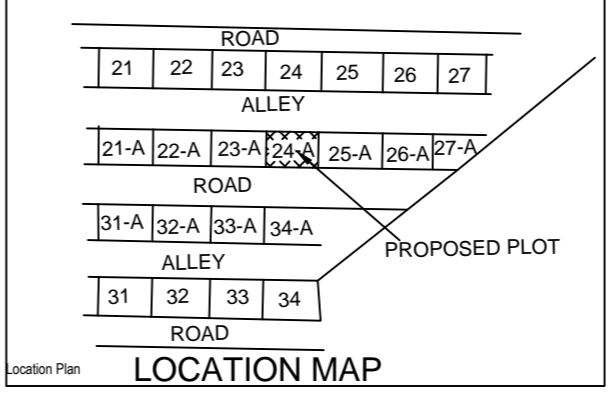 ROAD
21 22 23 24 25 26 27
ALLEY
21-A 22-A 23-A 24-A 25-A 26-A 27-A
ROAD
31-A 32-A 33-A 34-A
PROPOSED PLOT
ALLEY
31 32 33 34
ROAD
Location Plan
LOCATION MAP